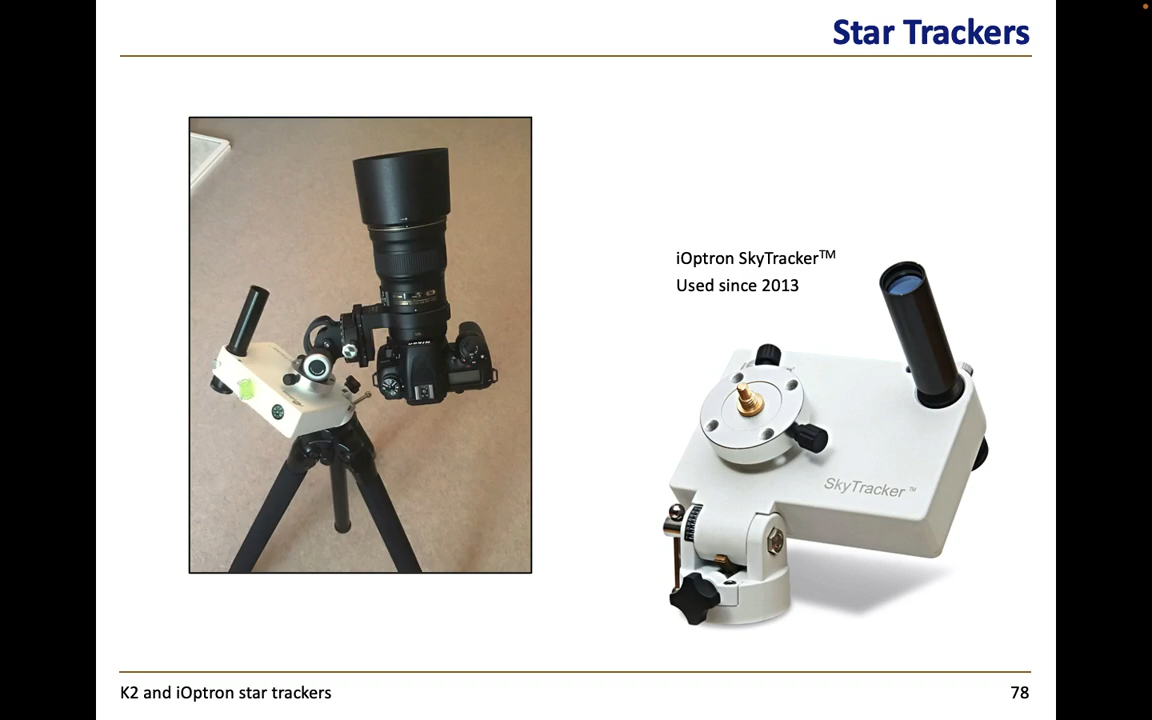 Star Trackers
iOptron SkyTracker™
Used since 2013
SkyTracker™
K2 and iOptron star trackers
78